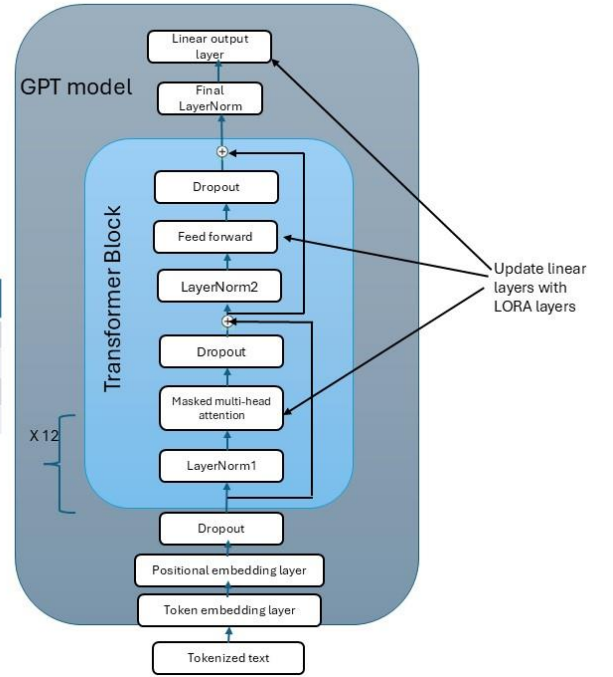 Linear output
layer
GPT model
Final
LayerNorm
Dropout
Feed forward
LayerNorm2
Transformer Block
Update linear
layers with
LORA layers
Dropout
Masked multi-head
attention
X 12
LayerNorm1
Dropout
Positional embedding layer
Token embedding layer
Tokenized text